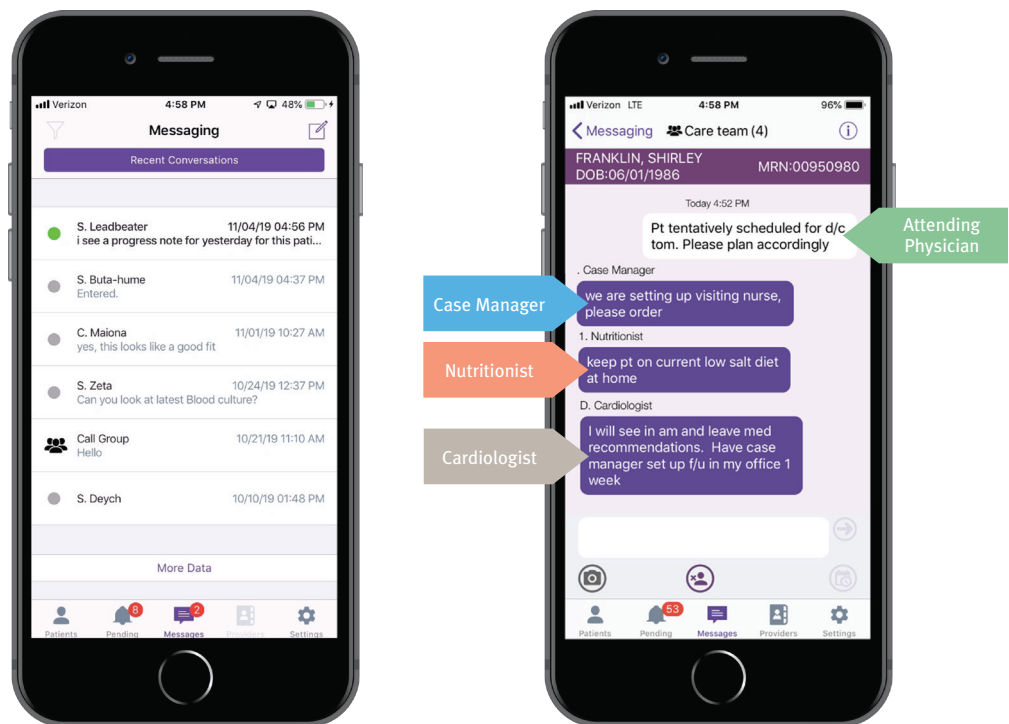 Verizon 4:58 PM 48%
Messaging
Recent Conversations
S. Leadbeater 11/04/19 04:56 PM
i see a progress note for yesterday for this pati...
S. Buta-hume 11/04/19 04:37 PM
Entered.
C. Maiona 11/01/19 10:27 AM
yes, this looks like a good fit
S. Zeta 10/24/19 12:37 PM
Can you look at latest Blood culture?
Call Group 10/21/19 11:10 AM
Hello
S. Deych 10/10/19 01:48 PM
More Data
8 2
Patients Pending Messages Providers Settings
Verizon LTE 4:58 PM 96%
Messaging Care team (4) i
FRANKLIN, SHIRLEY
DOB:06/01/1986 MRN:00950980
Today 4:52 PM
Pt tentatively scheduled for d/c
tom. Please plan accordingly
Attending
Physician
. Case Manager
Case Manager
we are setting up visiting nurse,
please order
1. Nutritionist
Nutritionist
keep pt on current low salt diet
at home
D. Cardiologist
Cardiologist
I will see in am and leave med
recommendations. Have case
manager set up f/u in my office 1
week
53
Patients Pending Messages Providers Settings